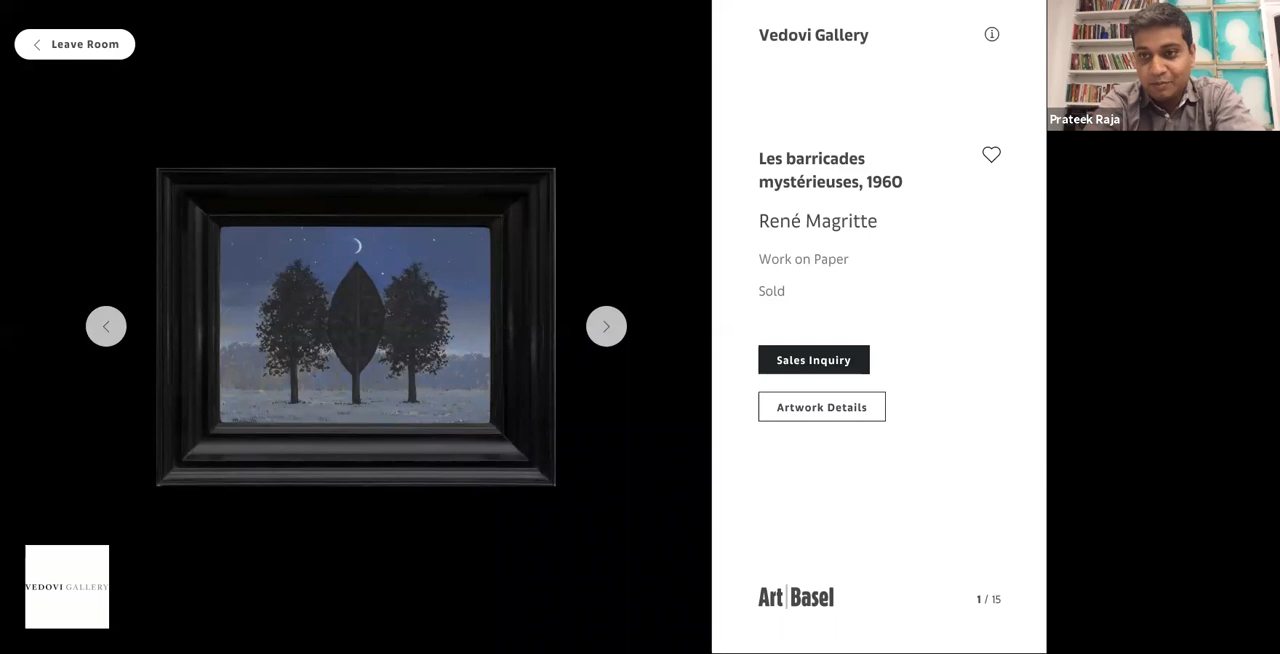 Leave Room
Vedovi Gallery
Prateek Raja
Les barricades
mystérieuses, 1960
René Magritte
Work on Paper
Sold
Sales Inquiry
Artwork Details
VEDOVI GALLERY
Art Basel
1 / 15